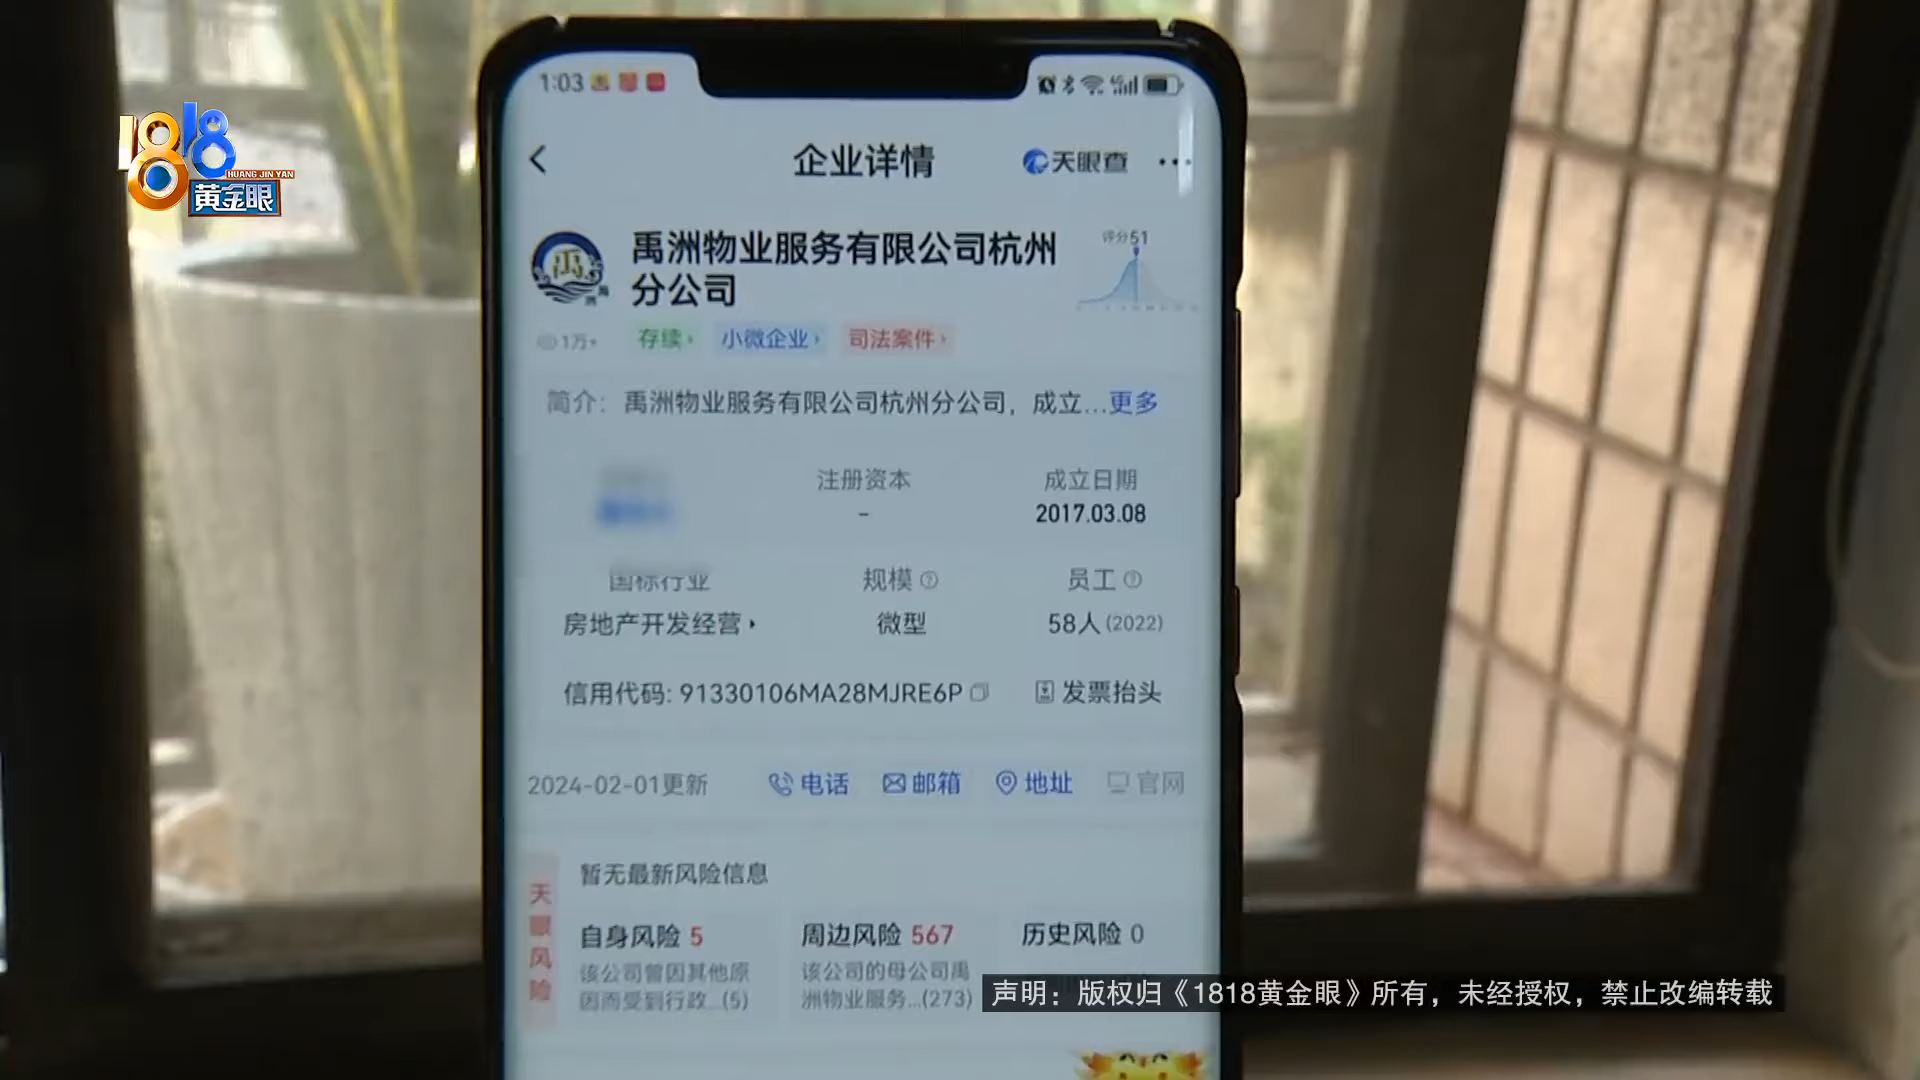 1:03
1818
HUANG JIN YAN
黄金眼
企业详情
天眼查
禹洲物业服务有限公司杭州
分公司
评分51
1万+
存续
小微企业
司法案件
简介：禹洲物业服务有限公司杭州分公司，成立...更多
注册资本
-
成立日期
2017.03.08
国标行业
房地产开发经营
规模
微型
员工
58人(2022)
信用代码: 91330106MA28MJRE6P
发票抬头
2024-02-01更新
电话
邮箱
地址
官网
天眼风险
暂无最新风险信息
自身风险 5
该公司曾因其他原
因而受到行政...(5)
周边风险 567
该公司的母公司禹
洲物业服务...(273)
历史风险 0
声明：版权归《1818黄金眼》所有，未经授权，禁止改编转载